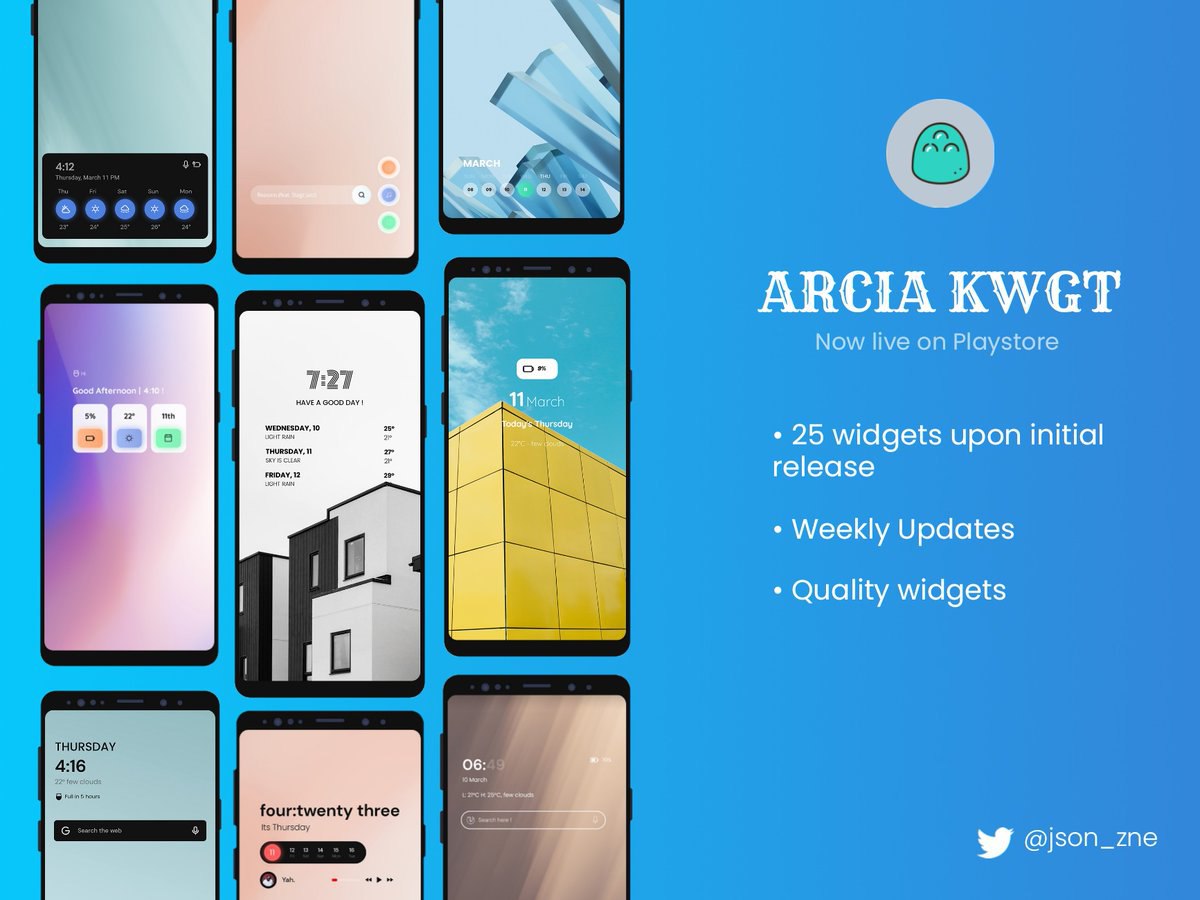 4:12
Thursday, March 11 PM
Thu Fri Sat Sun Mon
23° 24° 25° 26° 24°
MARCH
THU
08 09 10 11 12 13 14
Hi
Good Afternoon | 4:10 !
5% 22° 11th
7:27
HAVE A GOOD DAY !
WEDNESDAY, 10 25°
LIGHT RAIN 21°
THURSDAY, 11 27°
SKY IS CLEAR 21°
FRIDAY, 12 29°
LIGHT RAIN
8%
11 March
Today's Thursday
22°C - few clouds
THURSDAY
4:16
22° few clouds
Full in 5 hours
G Search the web
four:twenty three
Its Thursday
11 12 13 14 15 16
Yah.
06:49
10 March
L: 21°C H: 25°C, few clouds
Search here !
ARCIA KWGT
Now live on Playstore
• 25 widgets upon initial
release
• Weekly Updates
• Quality widgets
@json_zne